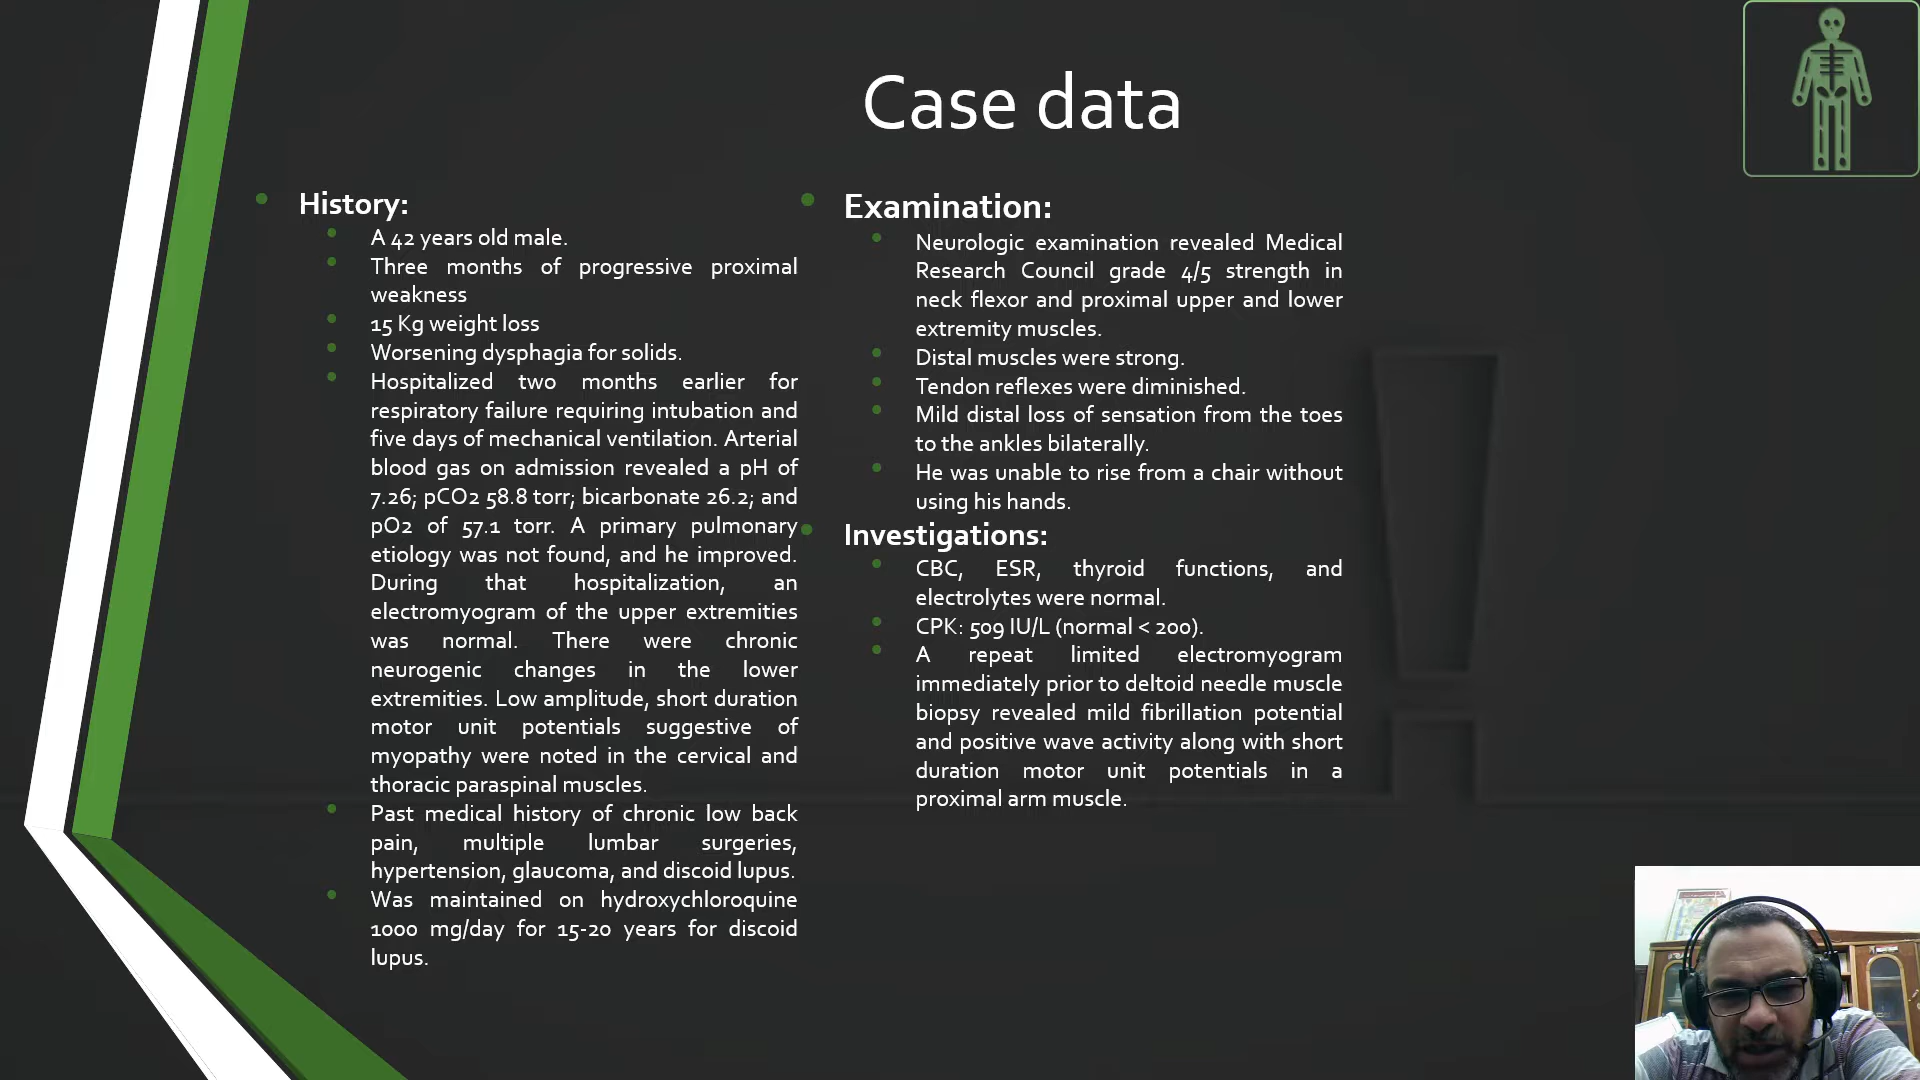 Case data
History:
A 42 years old male.
Three months of progressive proximal
weakness
15 Kg weight loss
Worsening dysphagia for solids.
Hospitalized two months earlier for
respiratory failure requiring intubation and
five days of mechanical ventilation. Arterial
blood gas on admission revealed a pH of
7.26; pCO2 58.8 torr; bicarbonate 26.2; and
pO2 of 57.1 torr. A primary pulmonary
etiology was not found, and he improved.
During that hospitalization, an
electromyogram of the upper extremities
was normal. There were chronic
neurogenic changes in the lower
extremities. Low amplitude, short duration
motor unit potentials suggestive of
myopathy were noted in the cervical and
thoracic paraspinal muscles.
Past medical history of chronic low back
pain, multiple lumbar surgeries,
hypertension, glaucoma, and discoid lupus.
Was maintained on hydroxychloroquine
1000 mg/day for 15-20 years for discoid
lupus.
Examination:
Neurologic examination revealed Medical
Research Council grade 4/5 strength in
neck flexor and proximal upper and lower
extremity muscles.
Distal muscles were strong.
Tendon reflexes were diminished.
Mild distal loss of sensation from the toes
to the ankles bilaterally.
He was unable to rise from a chair without
using his hands.
Investigations:
CBC, ESR, thyroid functions, and
electrolytes were normal.
CPK: 509 IU/L (normal < 200).
A repeat limited electromyogram
immediately prior to deltoid needle muscle
biopsy revealed mild fibrillation potential
and positive wave activity along with short
duration motor unit potentials in a
proximal arm muscle.